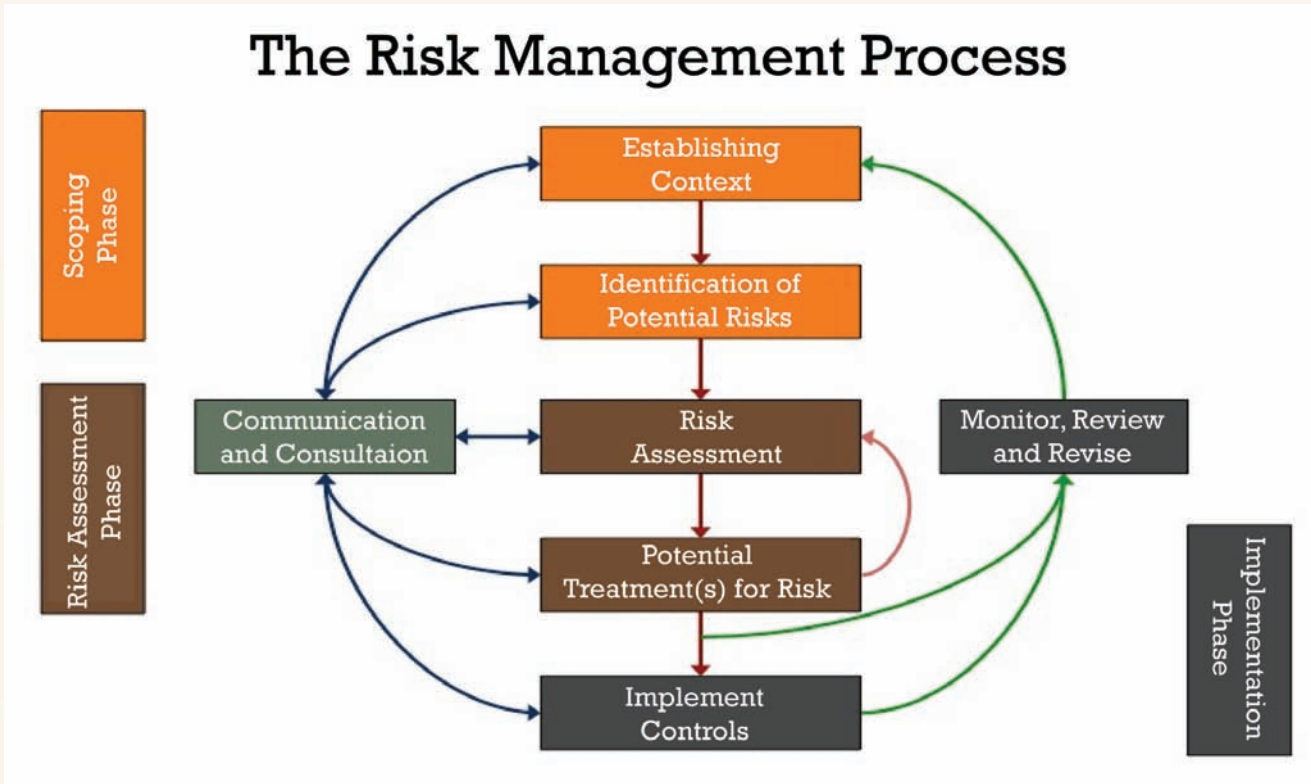 The Risk Management Process
Scoping
Phase
Establishing
Context
Identification of
Potential Risks
Risk Assessment
Phase
Communication
and Consultaion
Risk
Assessment
Monitor, Review
and Revise
Potential
Treatment(s) for Risk
Implementation
Phase
Implement
Controls